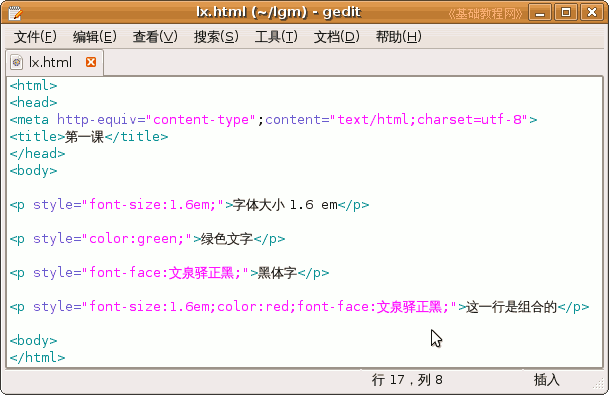 lx.html (~/lgm) - gedit
《基础教程网》
文件(F) 编辑(E) 查看(V) 搜索(S) 工具(T) 文档(D) 帮助(H)
lx.html
<html>
<head>
<meta http-equiv="content-type";content="text/html;charset=utf-8">
<title>第一课</title>
</head>
<body>
<p style="font-size:1.6em;">字体大小 1.6 em</p>
<p style="color:green;">绿色文字</p>
<p style="font-face:文泉驿正黑;">黑体字</p>
<p style="font-size:1.6em;color:red;font-face:文泉驿正黑;">这一行是组合的</p>
<body>
</html>
行 17，列 8 插入